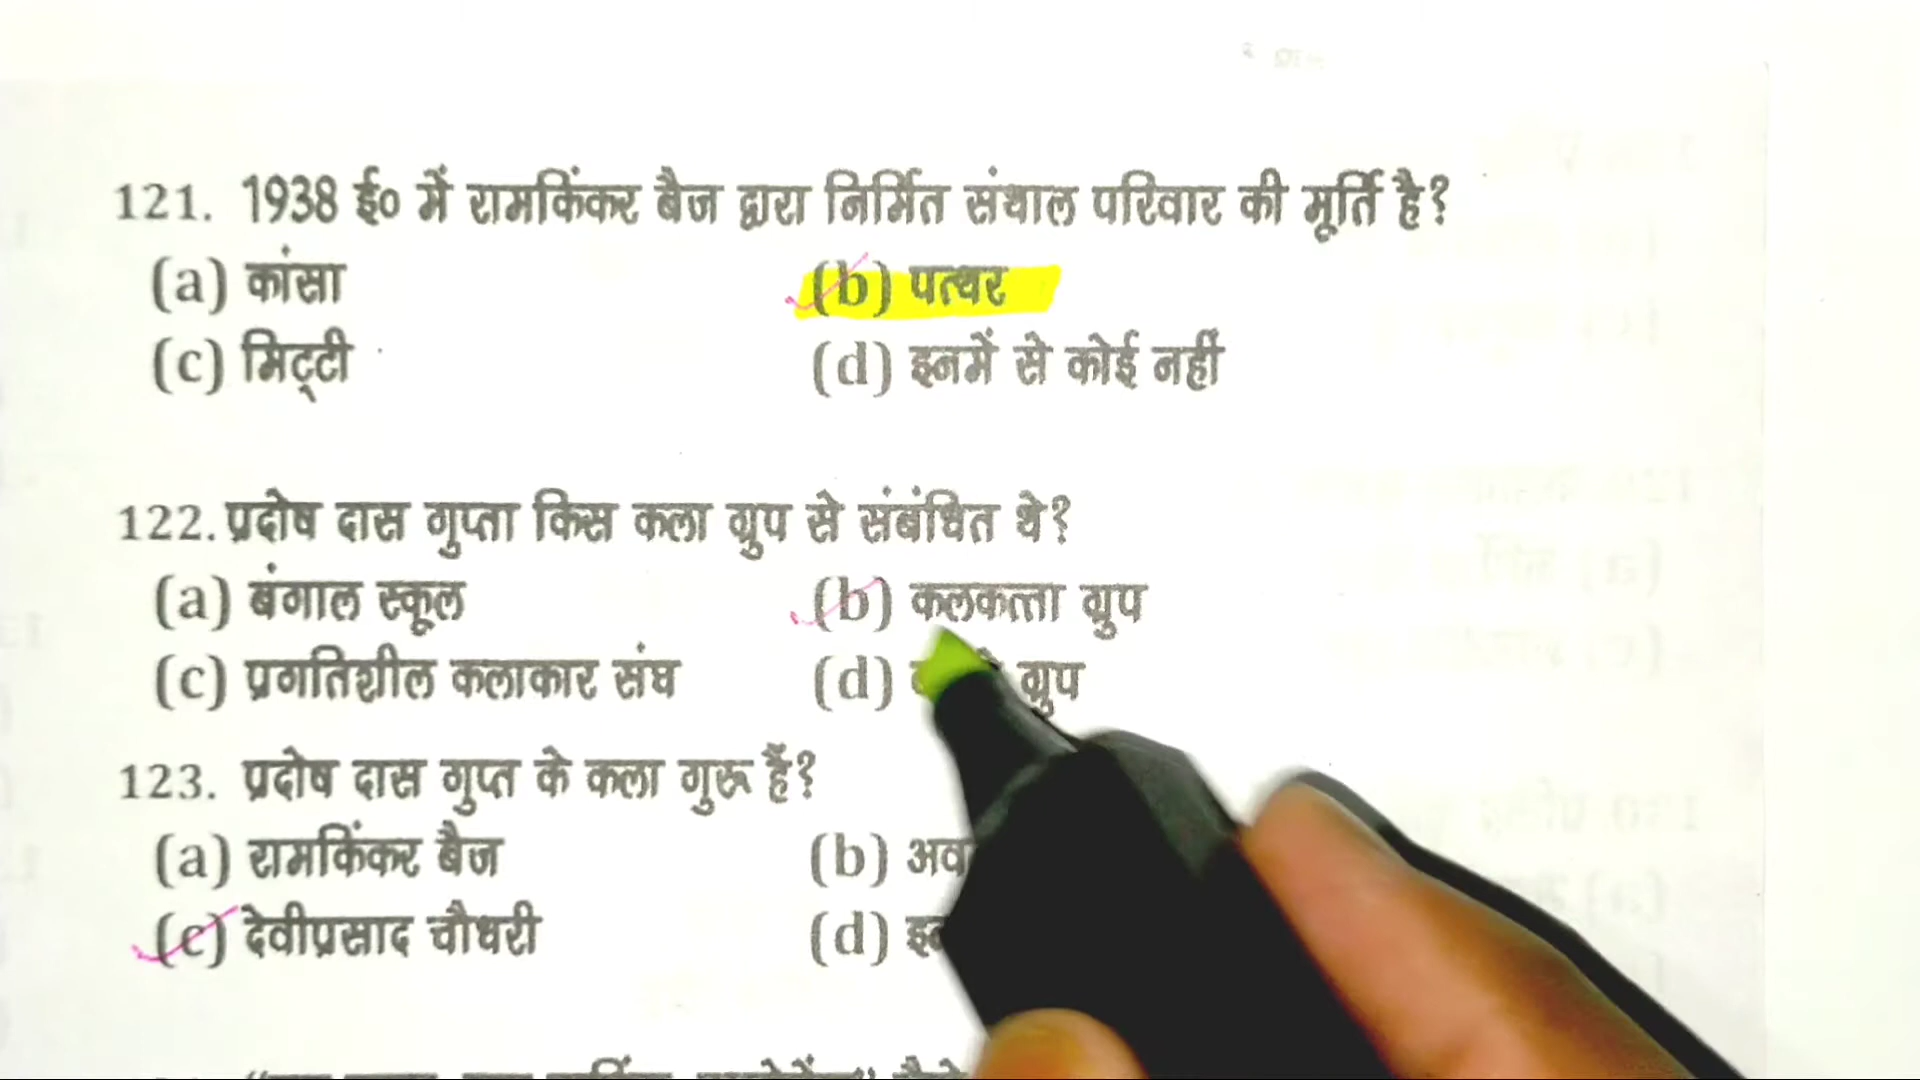 121. 1938 ई० में रामकिंकर बैज द्वारा निर्मित संथाल परिवार की मूर्ति है?
(a) कांसा (b) पत्थर
(c) मिट्टी (d) इनमें से कोई नहीं
122. प्रदोष दास गुप्ता किस कला ग्रुप से संबंधित थे?
(a) बंगाल स्कूल (b) कलकत्ता ग्रुप
(c) प्रगतिशील कलाकार संघ (d) ग्रुप
123. प्रदोष दास गुप्त के कला गुरू हैं?
(a) रामकिंकर बैज (b)
(c) देवीप्रसाद चौधरी (d)